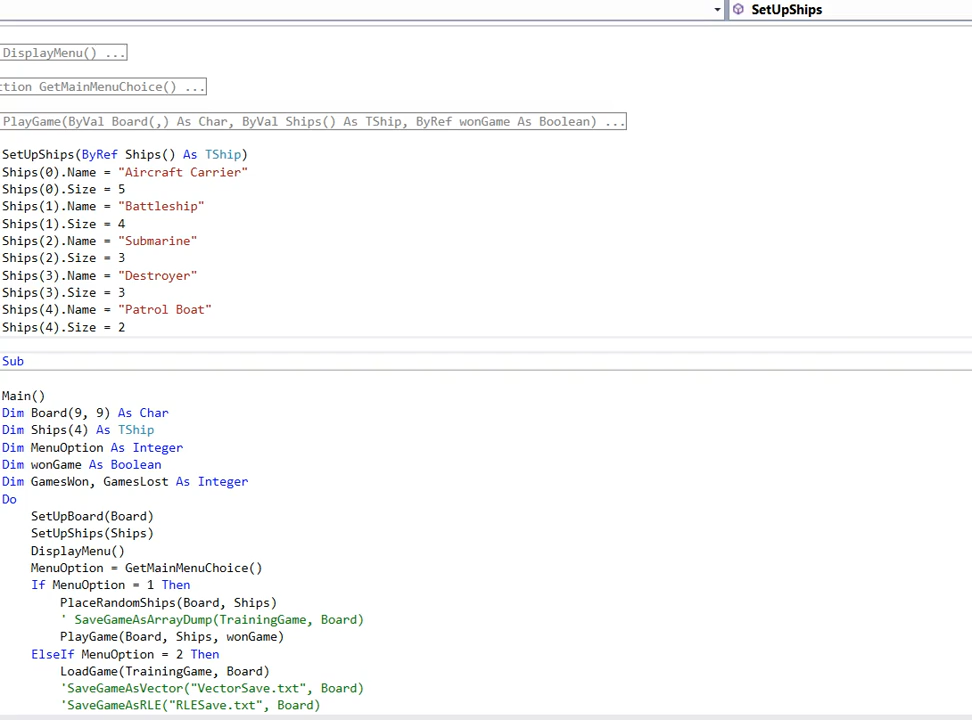 SetUpShips
DisplayMenu() ...
ction GetMainMenuChoice() ...
PlayGame(ByVal Board(,) As Char, ByVal Ships() As TShip, ByRef wonGame As Boolean) ...
SetUpShips(ByRef Ships() As TShip)
Ships(0).Name = "Aircraft Carrier"
Ships(0).Size = 5
Ships(1).Name = "Battleship"
Ships(1).Size = 4
Ships(2).Name = "Submarine"
Ships(2).Size = 3
Ships(3).Name = "Destroyer"
Ships(3).Size = 3
Ships(4).Name = "Patrol Boat"
Ships(4).Size = 2
Sub
Main()
Dim Board(9, 9) As Char
Dim Ships(4) As TShip
Dim MenuOption As Integer
Dim wonGame As Boolean
Dim GamesWon, GamesLost As Integer
Do
SetUpBoard(Board)
SetUpShips(Ships)
DisplayMenu()
MenuOption = GetMainMenuChoice()
If MenuOption = 1 Then
PlaceRandomShips(Board, Ships)
' SaveGameAsArrayDump(TrainingGame, Board)
PlayGame(Board, Ships, wonGame)
ElseIf MenuOption = 2 Then
LoadGame(TrainingGame, Board)
'SaveGameAsVector("VectorSave.txt", Board)
'SaveGameAsRLE("RLESave.txt", Board)